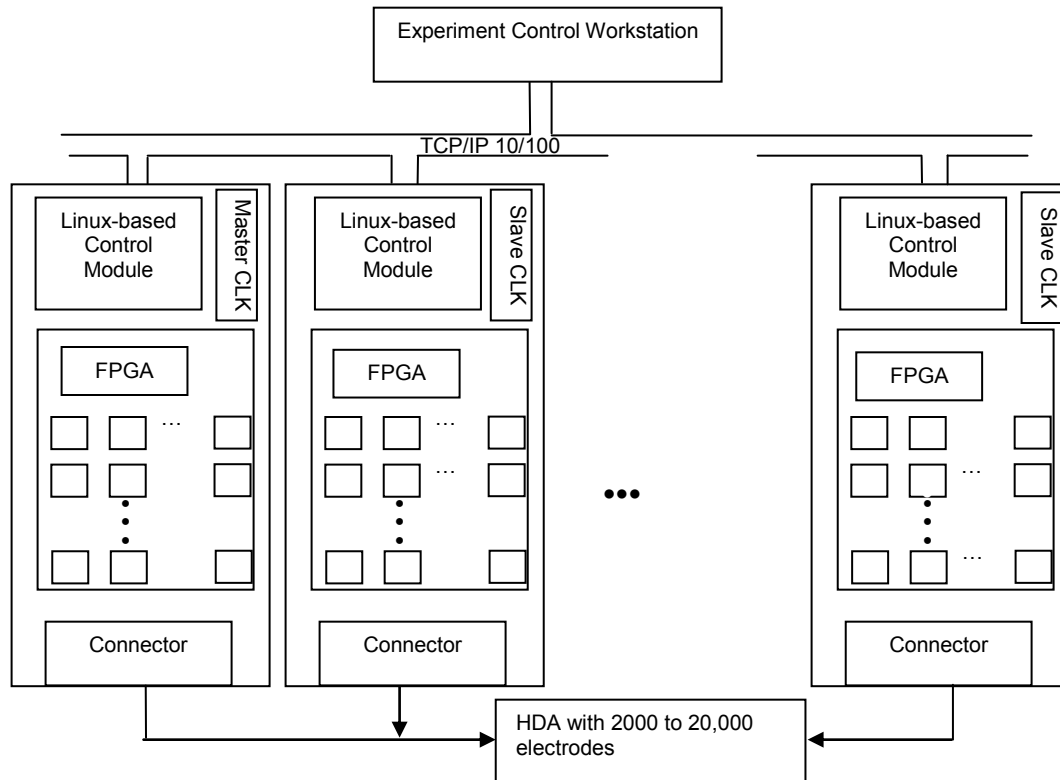 Experiment Control Workstation
TCP/IP 10/100
Linux-based
Control
Module
Master CLK
Linux-based
Control
Module
Slave CLK
Linux-based
Control
Module
Slave CLK
FPGA
FPGA
FPGA
...
...
...
...
...
...
...
Connector
Connector
Connector
HDA with 2000 to 20,000
electrodes